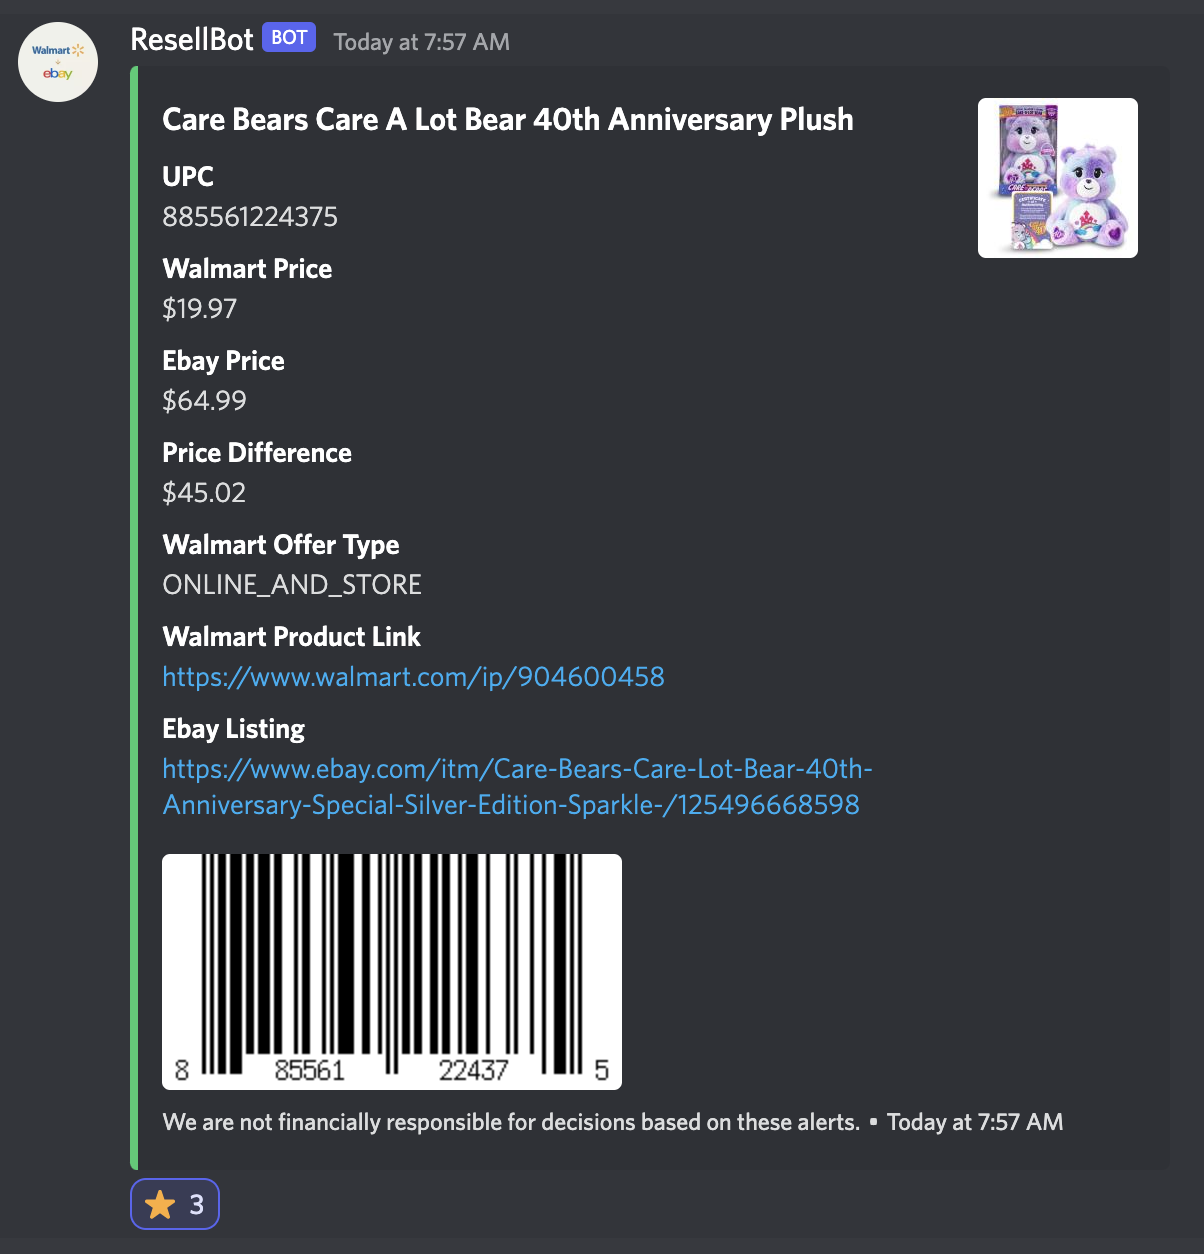 Walmart
ebay
ResellBot BOT Today at 7:57 AM
Care Bears Care A Lot Bear 40th Anniversary Plush
UPC
885561224375
Walmart Price
$19.97
Ebay Price
$64.99
Price Difference
$45.02
Walmart Offer Type
ONLINE_AND_STORE
Walmart Product Link
https://www.walmart.com/ip/904600458
Ebay Listing
https://www.ebay.com/itm/Care-Bears-Care-Lot-Bear-40th-
Anniversary-Special-Silver-Edition-Sparkle-/125496668598
8 85561 22437 5
We are not financially responsible for decisions based on these alerts. • Today at 7:57 AM
3